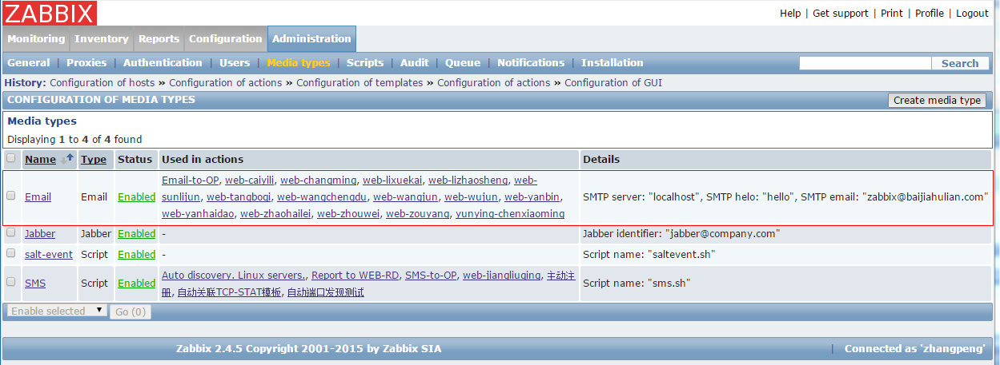 ZABBIX
Help | Get support | Print | Profile | Logout
Monitoring Inventory Reports Configuration Administration
General | Proxies | Authentication | Users | Media types | Scripts | Audit | Queue | Notifications | Installation Search
History: Configuration of hosts » Configuration of actions » Configuration of templates » Configuration of actions » Configuration of GUI
CONFIGURATION OF MEDIA TYPES Create media type
Media types
Displaying 1 to 4 of 4 found
Name Type Status Used in actions Details
Email Email Enabled Email-to-OP, web-caiyili, web-changming, web-lixuekai, web-lizhaosheng, web-
sunlijun, web-tangboqi, web-wangchengdu, web-wangjun, web-wujun, web-yanbin,
web-yanhaidao, web-zhaohailei, web-zhouwei, web-zouyang, yunying-chenxiaoming
SMTP server: "localhost", SMTP helo: "hello", SMTP email: "zabbix@baijiahulian.com"
Jabber Jabber Enabled - Jabber identifier: "jabber@company.com"
salt-event Script Enabled - Script name: "saltevent.sh"
SMS Script Enabled Auto discovery. Linux servers., Report to WEB-RD, SMS-to-OP, web-jiangliuqing, 主动注
册, 自动关联TCP-STAT模板, 自动端口发现测试
Script name: "sms.sh"
Enable selected Go (0)
Zabbix 2.4.5 Copyright 2001-2015 by Zabbix SIA | Connected as 'zhangpeng'